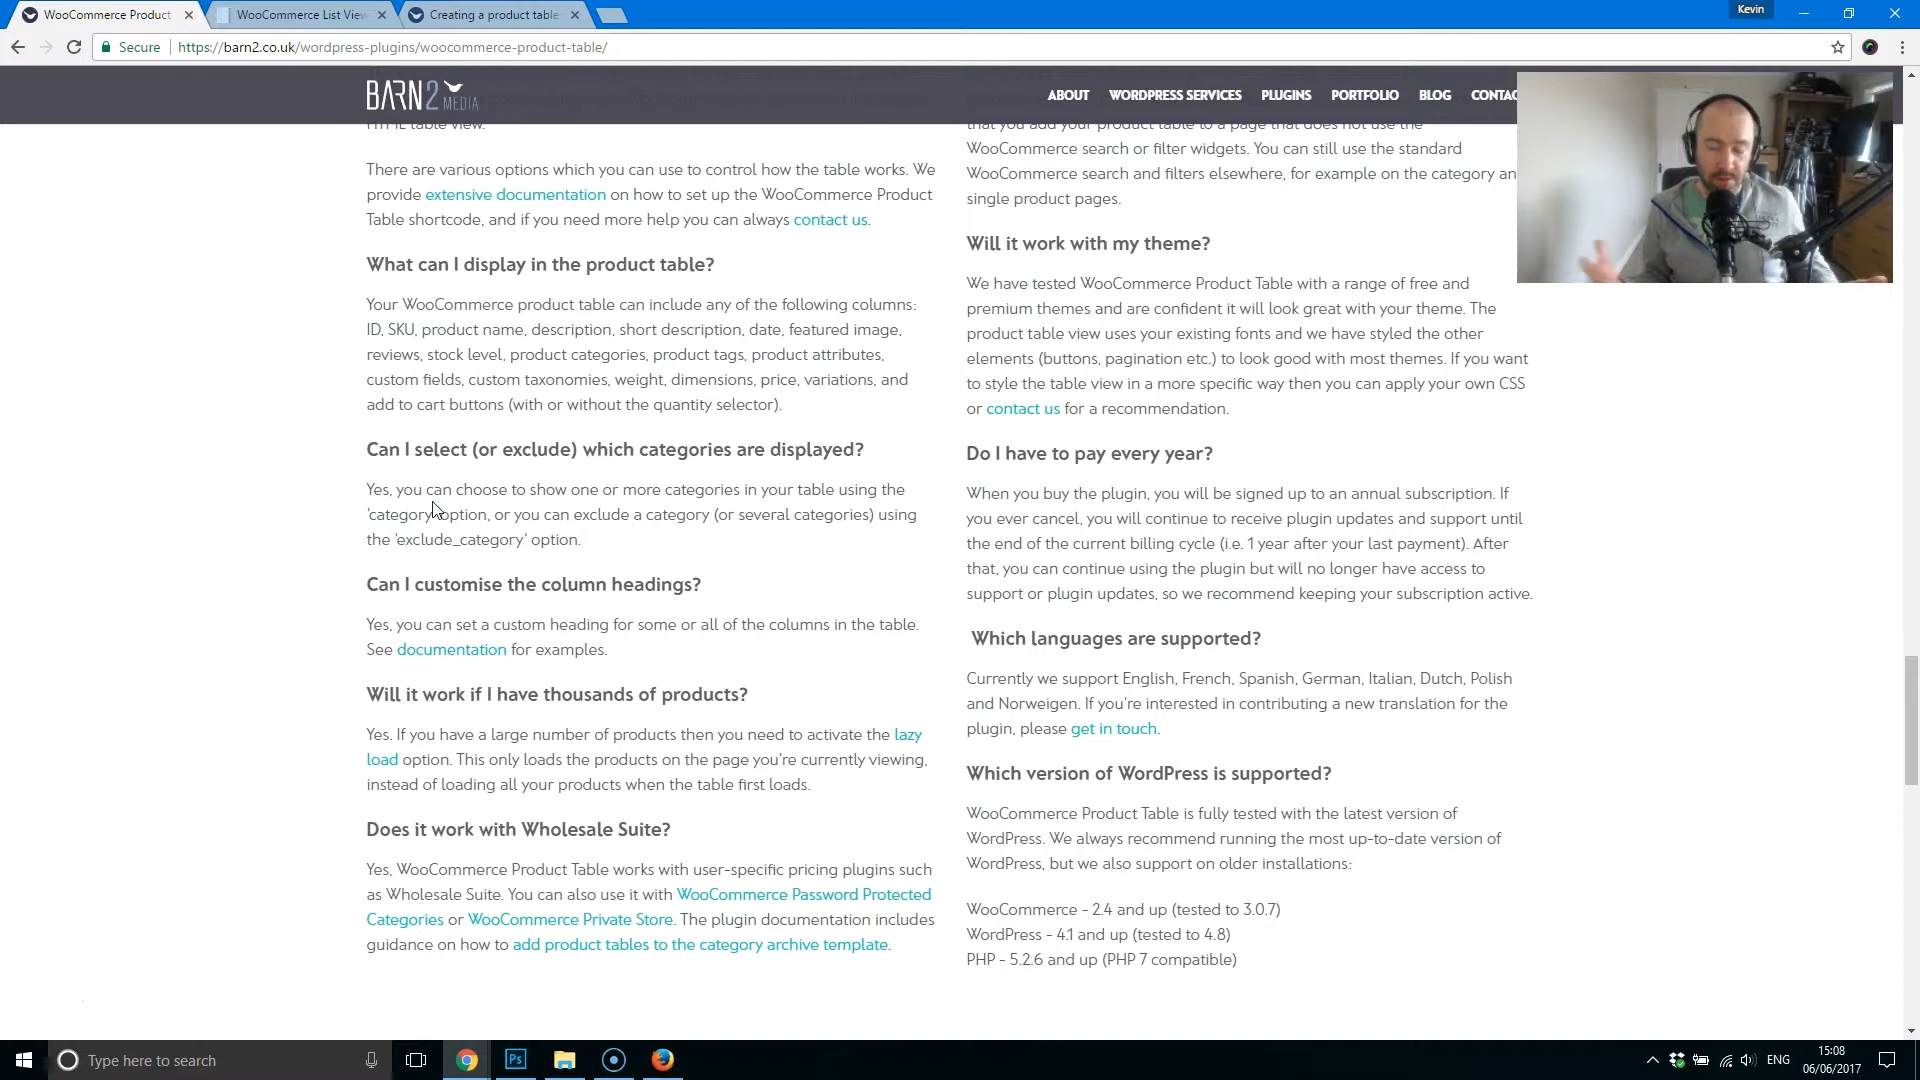 WooCommerce Product
WooCommerce List View
Creating a product table
Kevin
Secure
https://barn2.co.uk/wordpress-plugins/woocommerce-product-table/
BARN2 MEDIA
ABOUT
WORDPRESS SERVICES
PLUGINS
PORTFOLIO
BLOG
CONTAC
HTML table view.
There are various options which you can use to control how the table works. We
provide extensive documentation on how to set up the WooCommerce Product
Table shortcode, and if you need more help you can always contact us.
What can I display in the product table?
Your WooCommerce product table can include any of the following columns:
ID, SKU, product name, description, short description, date, featured image,
reviews, stock level, product categories, product tags, product attributes,
custom fields, custom taxonomies, weight, dimensions, price, variations, and
add to cart buttons (with or without the quantity selector).
Can I select (or exclude) which categories are displayed?
Yes, you can choose to show one or more categories in your table using the
'category' option, or you can exclude a category (or several categories) using
the 'exclude_category' option.
Can I customise the column headings?
Yes, you can set a custom heading for some or all of the columns in the table.
See documentation for examples.
Will it work if I have thousands of products?
Yes. If you have a large number of products then you need to activate the lazy
load option. This only loads the products on the page you're currently viewing,
instead of loading all your products when the table first loads.
Does it work with Wholesale Suite?
Yes, WooCommerce Product Table works with user-specific pricing plugins such
as Wholesale Suite. You can also use it with WooCommerce Password Protected
Categories or WooCommerce Private Store. The plugin documentation includes
guidance on how to add product tables to the category archive template.
that you add your product table to a page that does not use the
WooCommerce search or filter widgets. You can still use the standard
WooCommerce search and filters elsewhere, for example on the category an
single product pages.
Will it work with my theme?
We have tested WooCommerce Product Table with a range of free and
premium themes and are confident it will look great with your theme. The
product table view uses your existing fonts and we have styled the other
elements (buttons, pagination etc.) to look good with most themes. If you want
to style the table view in a more specific way then you can apply your own CSS
or contact us for a recommendation.
Do I have to pay every year?
When you buy the plugin, you will be signed up to an annual subscription. If
you ever cancel, you will continue to receive plugin updates and support until
the end of the current billing cycle (i.e. 1 year after your last payment). After
that, you can continue using the plugin but will no longer have access to
support or plugin updates, so we recommend keeping your subscription active.
Which languages are supported?
Currently we support English, French, Spanish, German, Italian, Dutch, Polish
and Norweigen. If you're interested in contributing a new translation for the
plugin, please get in touch.
Which version of WordPress is supported?
WooCommerce Product Table is fully tested with the latest version of
WordPress. We always recommend running the most up-to-date version of
WordPress, but we also support on older installations:
WooCommerce - 2.4 and up (tested to 3.0.7)
WordPress - 4.1 and up (tested to 4.8)
PHP - 5.2.6 and up (PHP 7 compatible)
Type here to search
Ps
ENG
15:08
06/06/2017